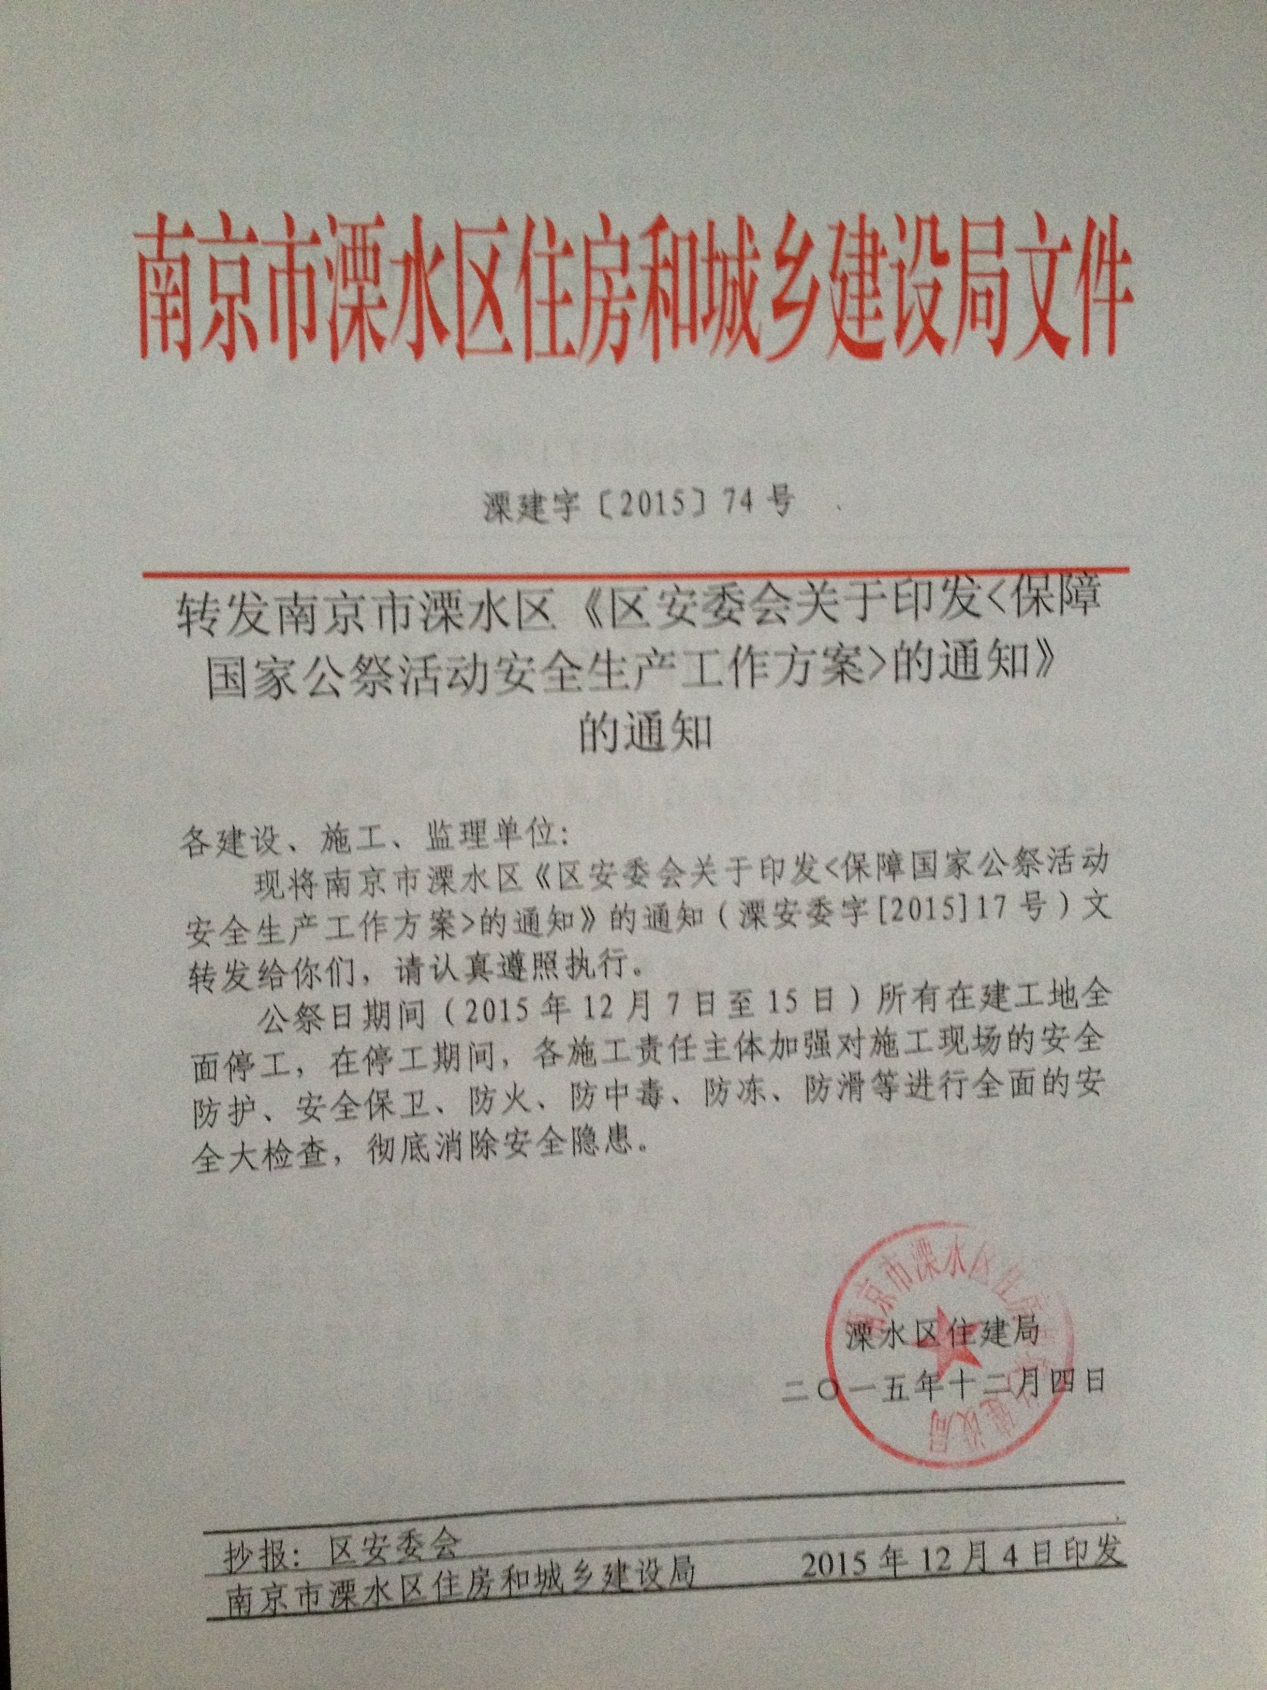 南京市溧水区住房和城乡建设局文件
溧建字〔2015〕74号
转发南京市溧水区《区安委会关于印发<保障
国家公祭活动安全生产工作方案>的通知》
的通知
各建设、施工、监理单位：
现将南京市溧水区《区安委会关于印发<保障国家公祭活动
安全生产工作方案>的通知》的通知（溧安委字[2015]17号）文
转发给你们，请认真遵照执行。
公祭日期间（2015年12月7日至15日）所有在建工地全
面停工，在停工期间，各施工责任主体加强对施工现场的安全
防护、安全保卫、防火、防中毒、防冻、防滑等进行全面的安
全大检查，彻底消除安全隐患。
溧水区住建局
二〇一五年十二月四日
抄报：区安委会
南京市溧水区住房和城乡建设局 2015年12月4日印发